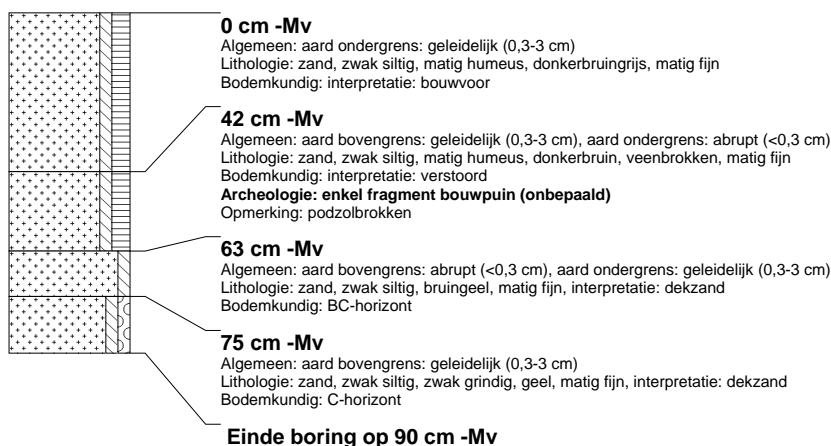 0 cm -Mv
Algemeen: aard ondergrens: geleidelijk (0,3-3 cm)
Lithologie: zand, zwak siltig, matig humeus, donkerbruingrijs, matig fijn
Bodemkundig: interpretatie: bouwvoor
42 cm -Mv
Algemeen: aard bovengrens: geleidelijk (0,3-3 cm), aard ondergrens: abrupt (<0,3 cm)
Lithologie: zand, zwak siltig, matig humeus, donkerbruin, veenbrokken, matig fijn
Bodemkundig: interpretatie: verstoord
Archeologie: enkel fragment bouwpuin (onbepaald)
Opmerking: podzolbrokken
63 cm -Mv
Algemeen: aard bovengrens: abrupt (<0,3 cm), aard ondergrens: geleidelijk (0,3-3 cm)
Lithologie: zand, zwak siltig, bruingeel, matig fijn, interpretatie: dekzand
Bodemkundig: BC-horizont
75 cm -Mv
Algemeen: aard bovengrens: geleidelijk (0,3-3 cm)
Lithologie: zand, zwak siltig, zwak grindig, geel, matig fijn, interpretatie: dekzand
Bodemkundig: C-horizont
Einde boring op 90 cm -Mv